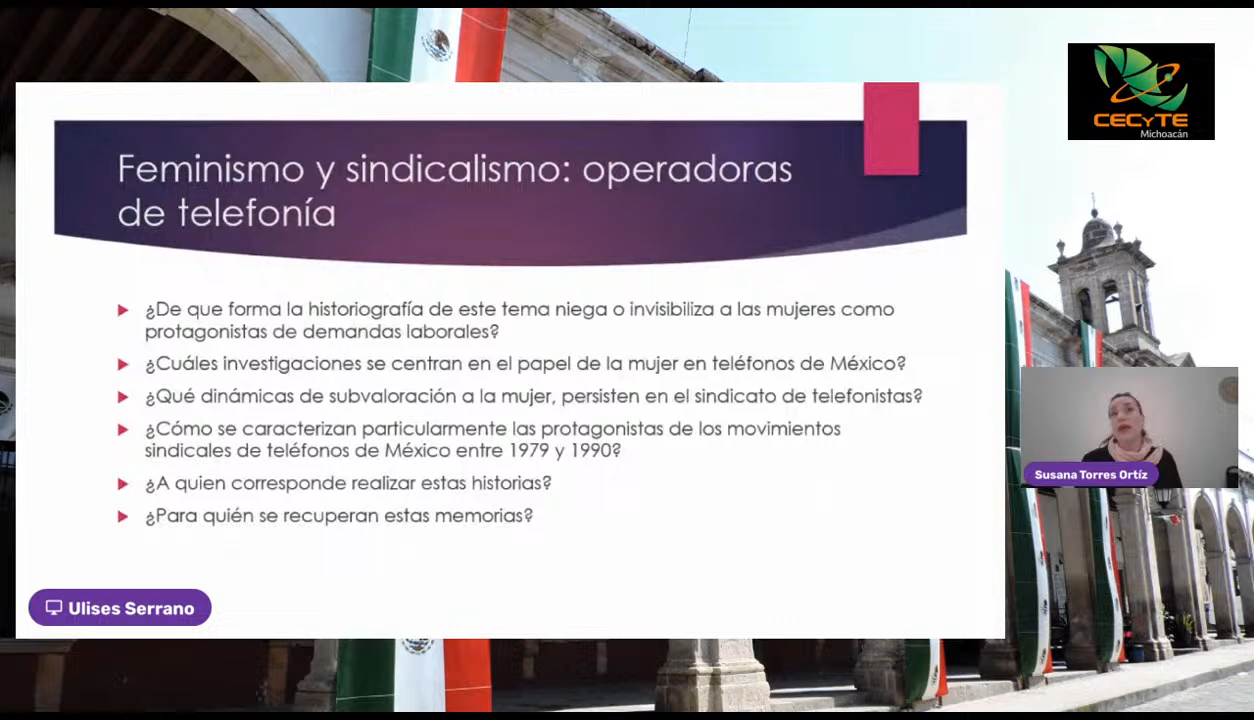 CECyTE
Michoacán
Feminismo y sindicalismo: operadoras
de telefonía
¿De que forma la historiografía de este tema niega o invisibiliza a las mujeres como
protagonistas de demandas laborales?
¿Cuáles investigaciones se centran en el papel de la mujer en teléfonos de México?
¿Qué dinámicas de subvaloración a la mujer, persisten en el sindicato de telefonistas?
¿Cómo se caracterizan particularmente las protagonistas de los movimientos
sindicales de teléfonos de México entre 1979 y 1990?
¿A quien corresponde realizar estas historias?
¿Para quién se recuperan estas memorias?
Susana Torres Ortíz
Ulises Serrano